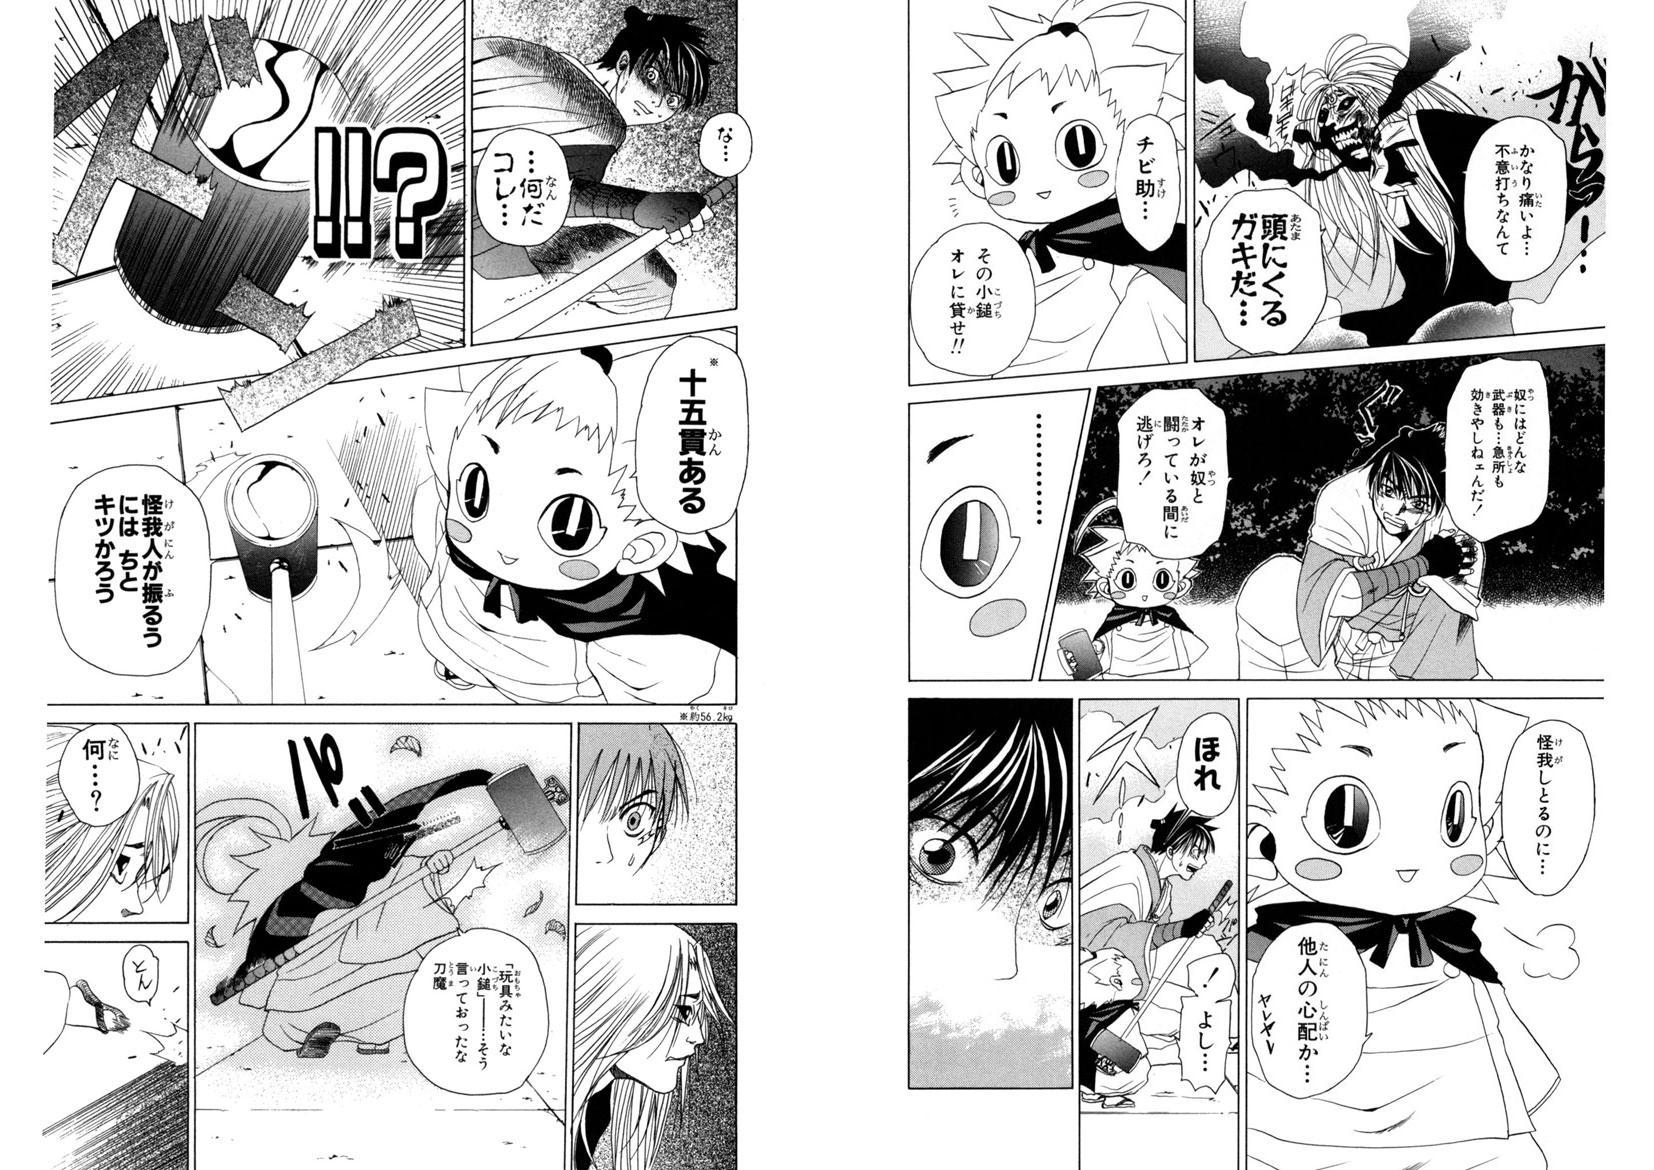 がらっ…
かなり痛いよ…
不意打ちなんて
頭にくる
ガキだ…
チビ助…
その小鎚
オレに貸せ!!
奴にはどんな
武器も…急所も
効きやしねェんだ!
オレが奴と
闘っている間に
逃げろ!
………
怪我しとるのに…
他人の心配か…
ヤレヤレ
ほれ
!
よし…
な…
…何だ
コレ…
!!?
※十五貫ある
怪我人が振るう
には ちと
キツかろう
※約56.2kg
バッ
「玩具みたいな
小鎚」――…そう
言っておったな
刀魔
何……?
とん